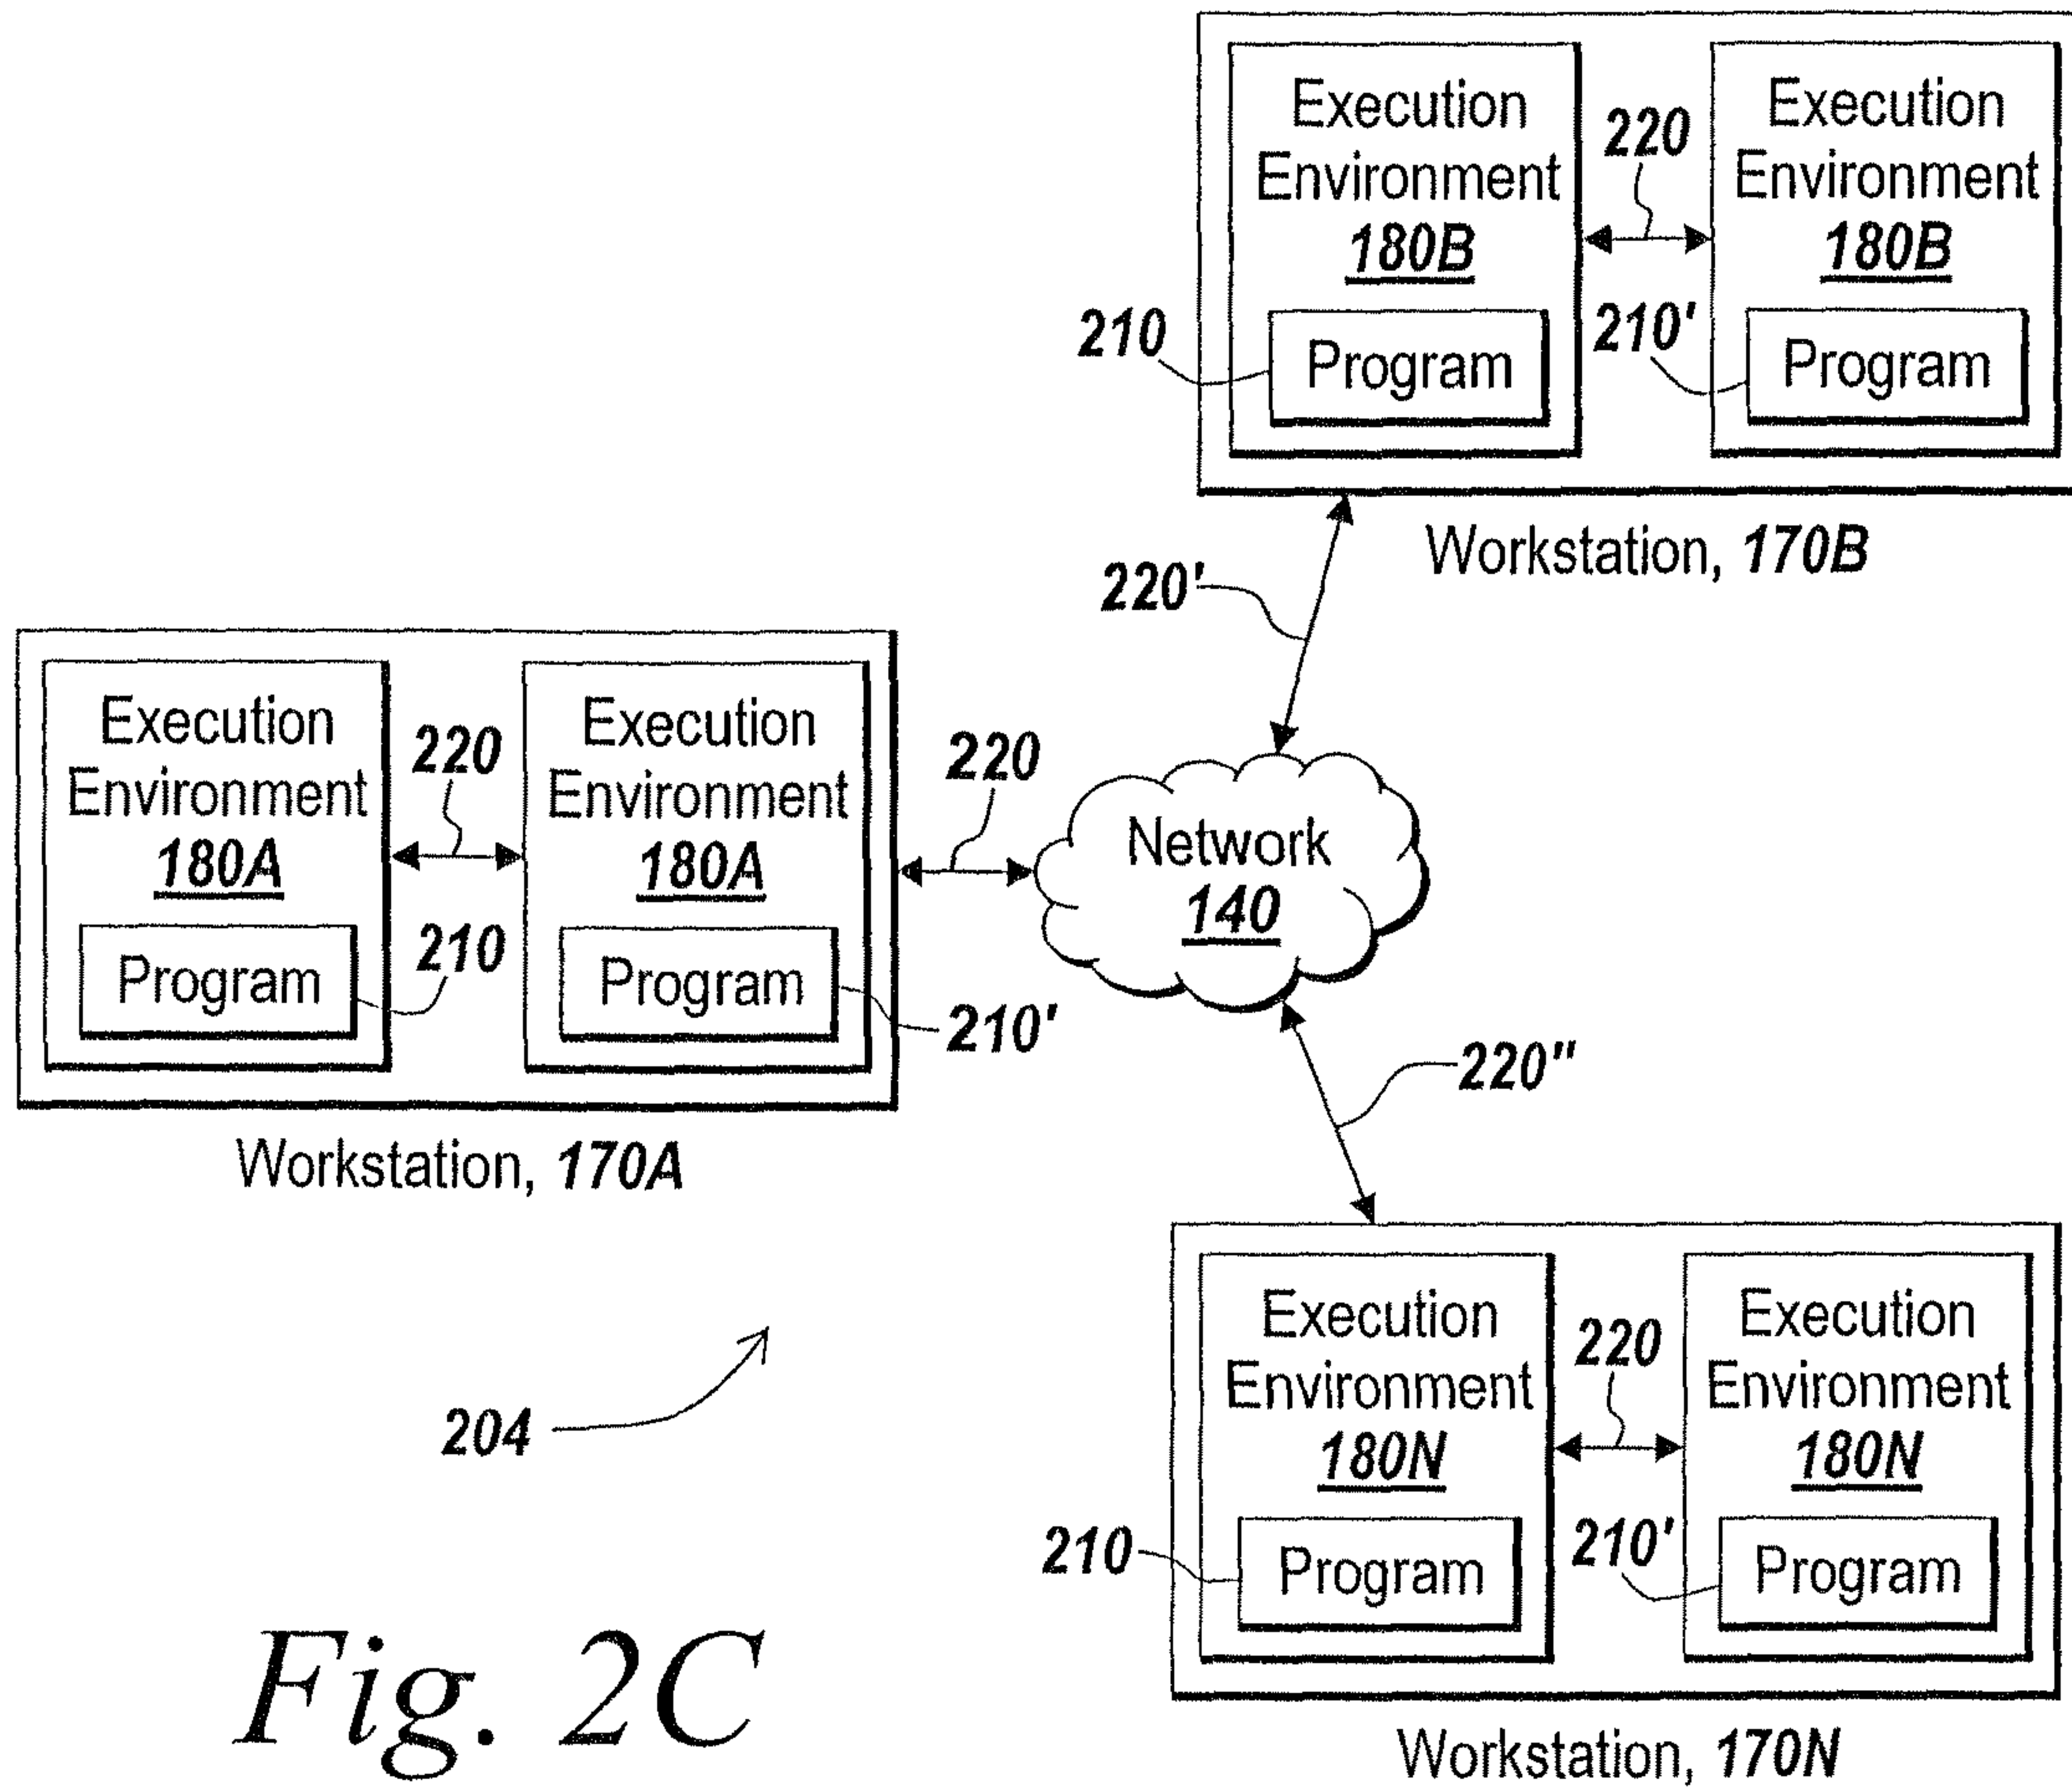 Execution
Environment
180B
Program
210
220
Execution
Environment
180B
210'
Program
Workstation, 170B
220'
Execution
Environment
180A
Program
220
210
Execution
Environment
180A
Program
210'
Workstation, 170A
220
Network
140
220"
Execution
Environment
180N
Program
210
220
Execution
Environment
180N
210'
Program
Workstation, 170N
204
Fig. 2C